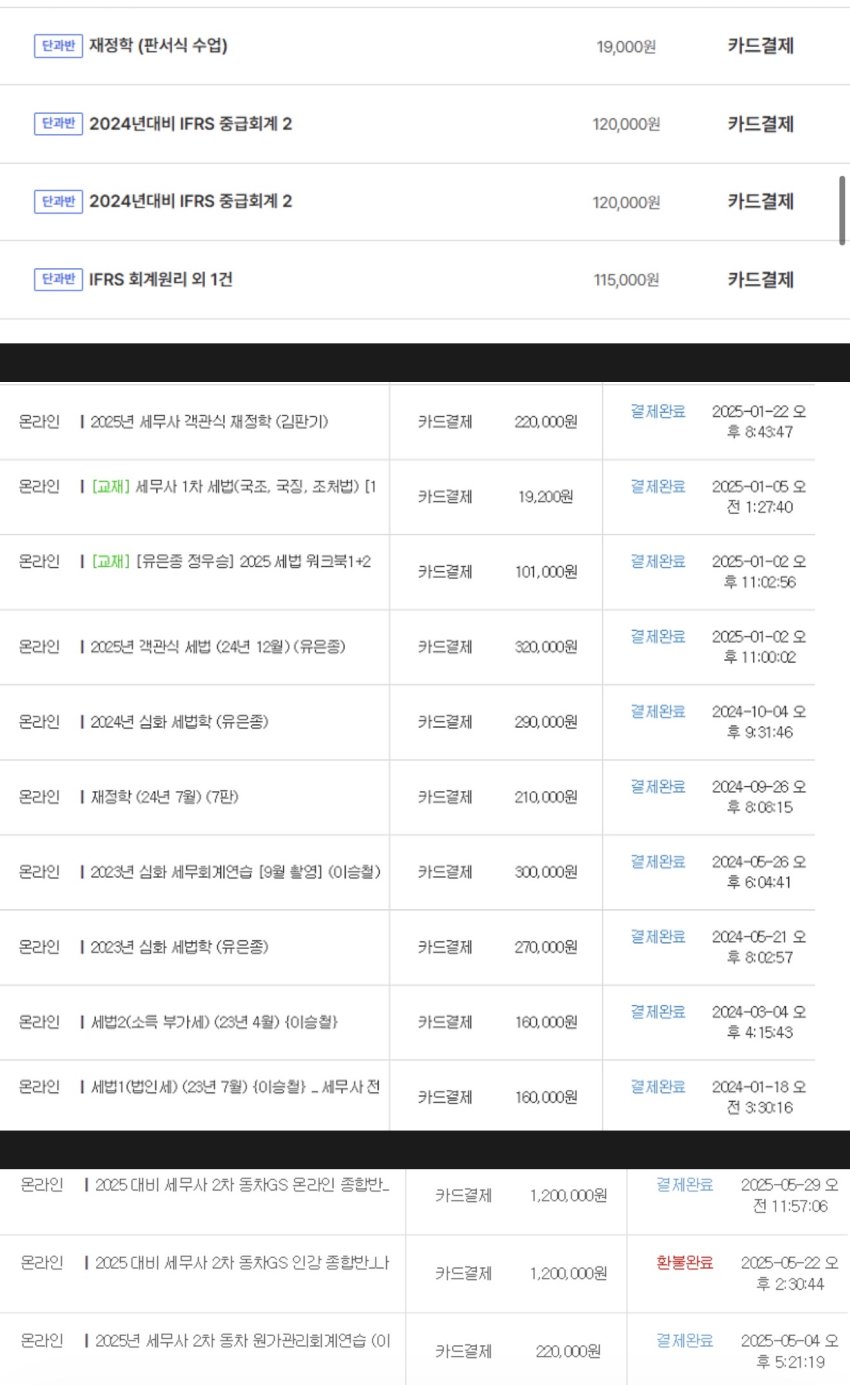 단과반 재정학 (판서식 수업) 19,000원 카드결제
단과반 2024년대비 IFRS 중급회계 2 120,000원 카드결제
단과반 2024년대비 IFRS 중급회계 2 120,000원 카드결제
단과반 IFRS 회계원리 외 1건 115,000원 카드결제
온라인 2025년 세무사 객관식 재정학 (김판기) 카드결제 220,000원 결제완료 2025-01-22 오
후 8:43:47
온라인 [교재] 세무사 1차 세법(국조, 국징, 조처법) [1 카드결제 19,200원 결제완료 2025-01-05 오
전 1:27:40
온라인 [교재] [유은종 정우승] 2025 세법 워크북1+2 카드결제 101,000원 결제완료 2025-01-02 오
후 11:02:56
온라인 2025년 객관식 세법 (24년 12월) (유은종) 카드결제 320,000원 결제완료 2025-01-02 오
후 11:00:02
온라인 2024년 심화 세법학 (유은종) 카드결제 290,000원 결제완료 2024-10-04 오
후 9:31:46
온라인 재정학 (24년 7월) (7판) 카드결제 210,000원 결제완료 2024-09-26 오
후 8:08:15
온라인 2023년 심화 세무회계연습 [9월 촬영] (이승철) 카드결제 300,000원 결제완료 2024-05-26 오
후 6:04:41
온라인 2023년 심화 세법학 (유은종) 카드결제 270,000원 결제완료 2024-05-21 오
후 8:02:57
온라인 세법2(소득 부가세) (23년 4월) {이승철} 카드결제 160,000원 결제완료 2024-03-04 오
후 4:15:43
온라인 세법1(법인세) (23년 7월) {이승철} _ 세무사 전 카드결제 160,000원 결제완료 2024-01-18 오
전 3:30:16
온라인 2025 대비 세무사 2차 동차GS 온라인 종합반_ 카드결제 1,200,000원 결제완료 2025-05-29 오
전 11:57:06
온라인 2025 대비 세무사 2차 동차GS 인강 종합반 카드결제 1,200,000원 환불완료 2025-05-22 오
후 2:30:44
온라인 2025년 세무사 2차 동차 원가관리회계연습 (이 카드결제 220,000원 결제완료 2025-05-04 오
후 5:21:19